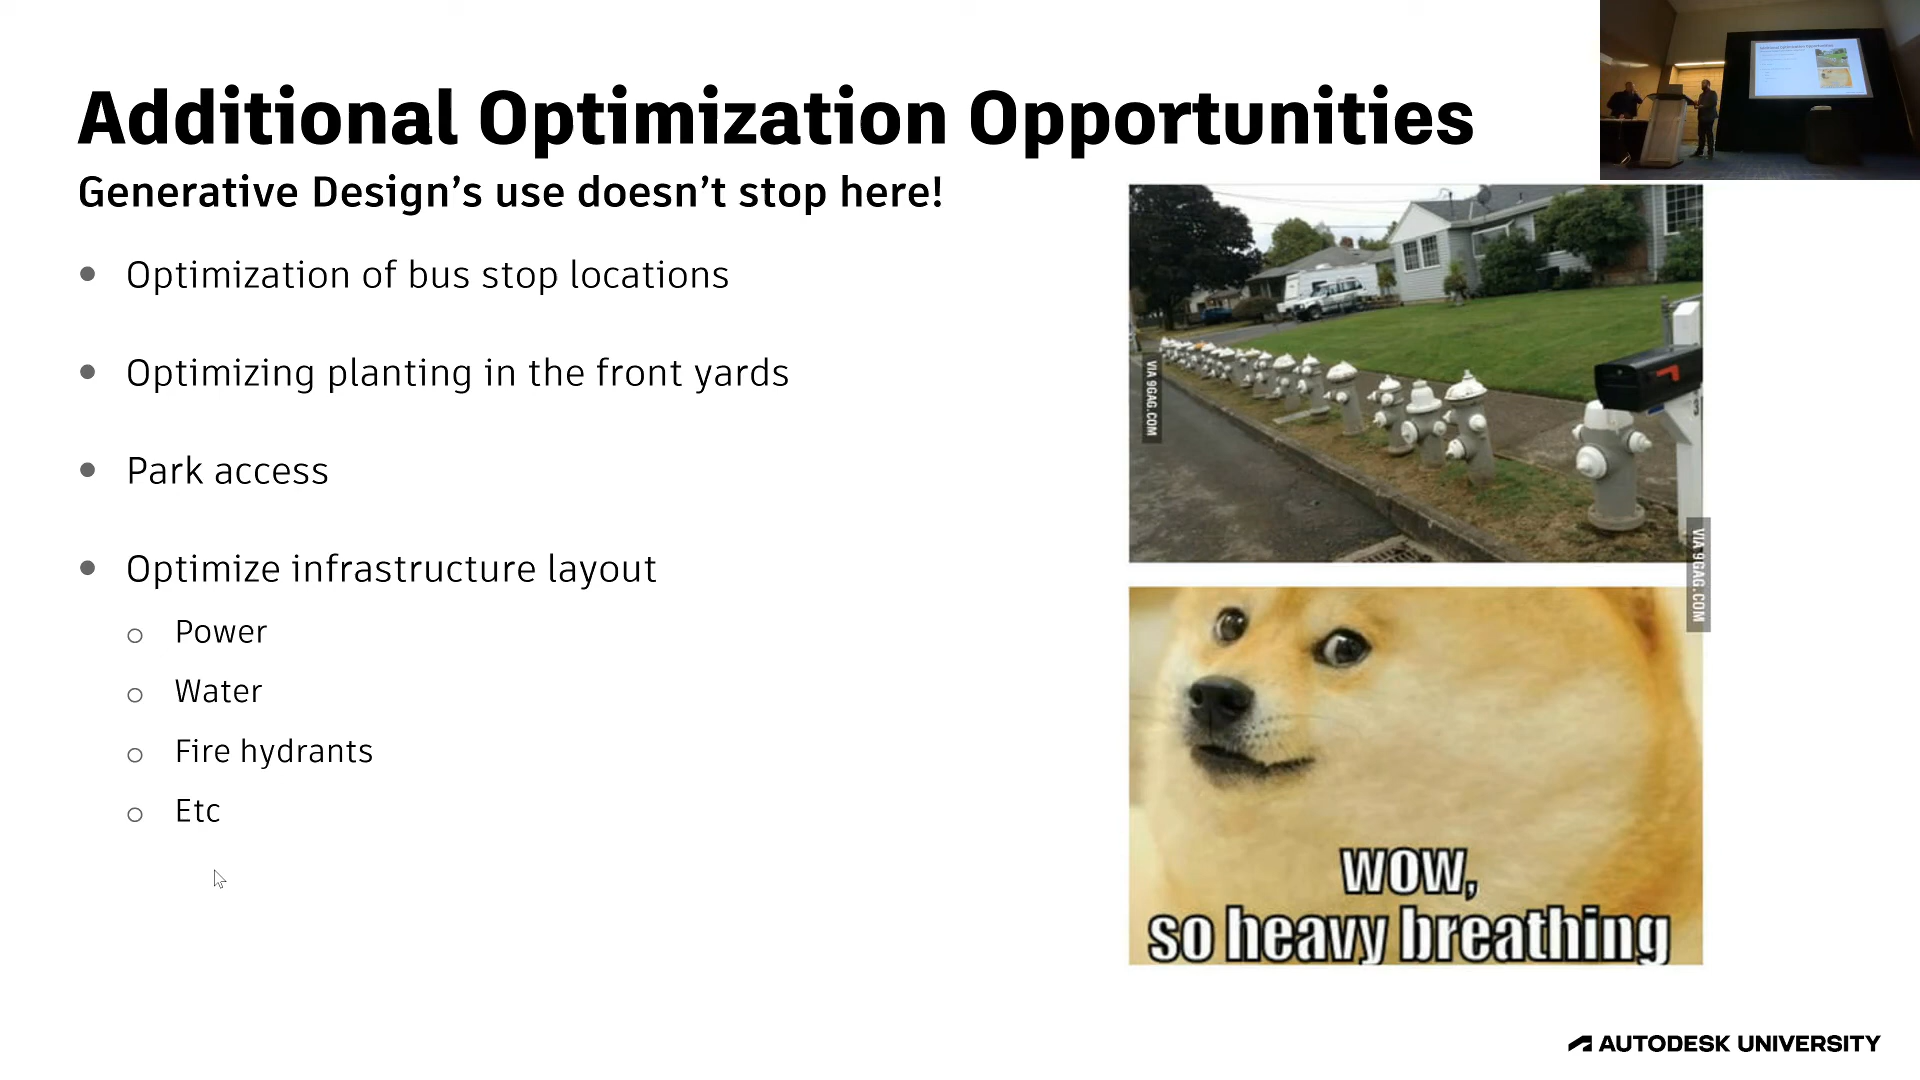 Additional Optimization Opportunities
Generative Design's use doesn't stop here!
Optimization of bus stop locations
Optimizing planting in the front yards
Park access
Optimize infrastructure layout
Power
Water
Fire hydrants
Etc
VIA 9GAG.COM
VIA 9GAG.COM
wow,
so heavy breathing
AUTODESK UNIVERSITY